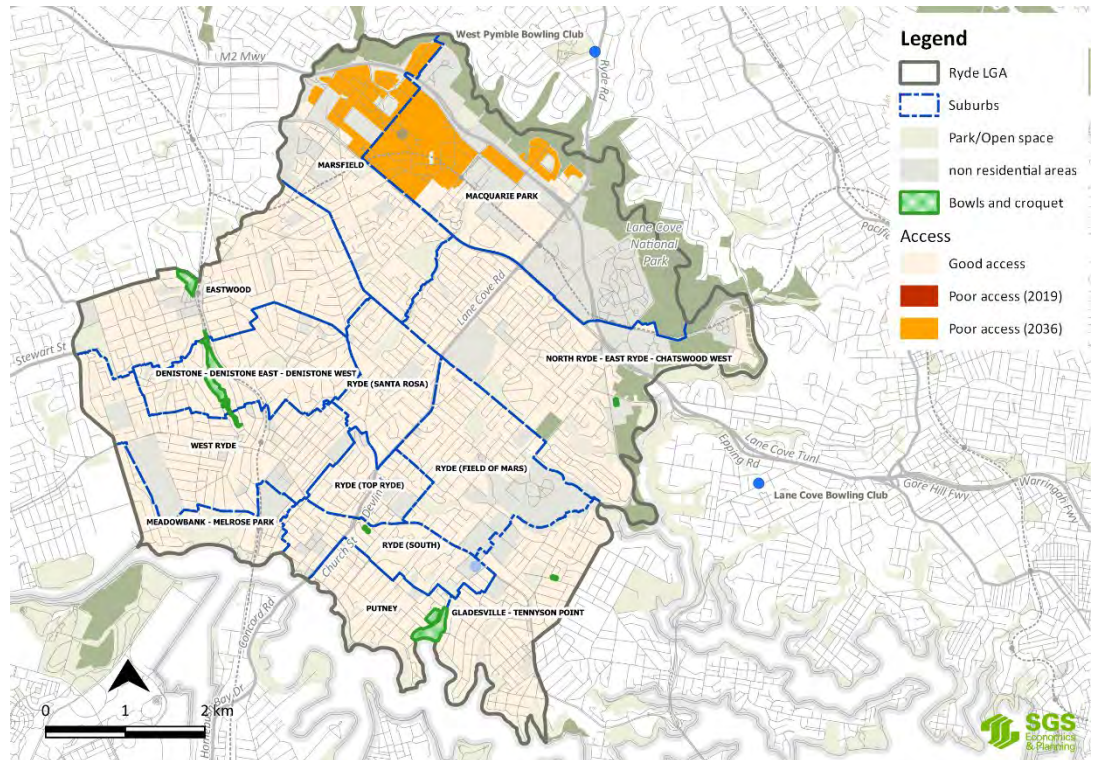 West Pymble Bowling Club
M2 Mwy
Ryde Rd
Legend
Ryde LGA
Suburbs
Park/Open space
non residential areas
Bowls and croquet
Access
Good access
Poor access (2019)
Poor access (2036)
MARSFIELD
MACQUARIE PARK
Lane Cove
National
Park
Pacific
Lane Cove Rd
EASTWOOD
Stewart St
DENISTONE - DENISTONE EAST - DENISTONE WEST
RYDE (SANTA ROSA)
NORTH RYDE - EAST RYDE - CHATSWOOD WEST
WEST RYDE
RYDE (FIELD OF MARS)
RYDE (TOP RYDE)
Devlin
Epping Rd
Lane Cove Tunl
Gore Hill Fwy
Warringah Fwy
Lane Cove Bowling Club
MEADOWBANK - MELROSE PARK
Church St
RYDE (SOUTH)
PUTNEY
GLADESVILLE - TENNYSON POINT
Concord Rd
Bay Dr
0 1 2 km
SGS
Economics
& Planning